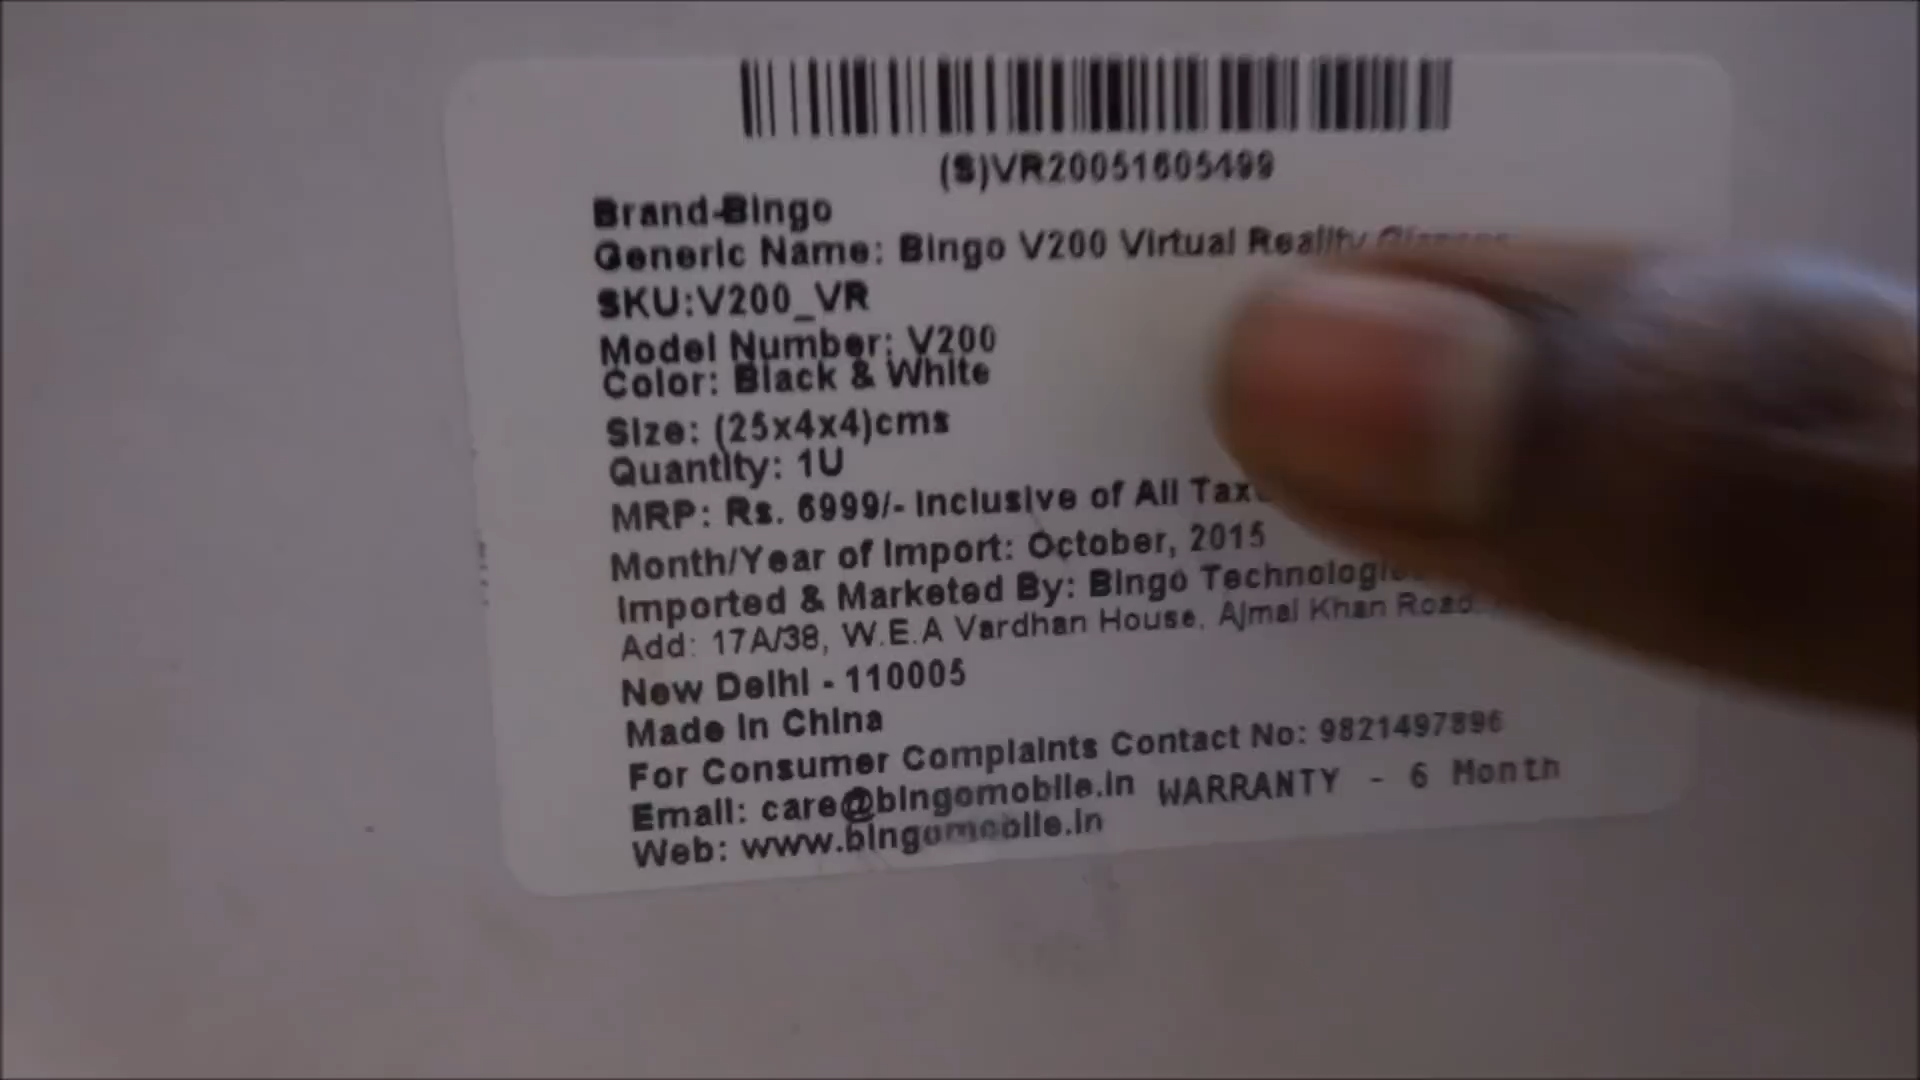 (S)VR20051605499
Brand-Bingo
Generic Name: Bingo V200 Virtual Reality Glasses
SKU:V200_VR
Model Number: V200
Color: Black & White
Size: (25x4x4)cms
Quantity: 1U
MRP: Rs. 6999/- Inclusive of All
Month/Year of Import: October, 2015
Imported & Marketed By: Bingo
Add: 17A/38, W.E.A Vardhan House, Ajmal Khan Road
New Delhi - 110005
Made In China
For Consumer Complaints Contact No: 9821497896
Email: care@bingomobile.in WARRANTY - 6 Month
Web: www.bingomobile.in